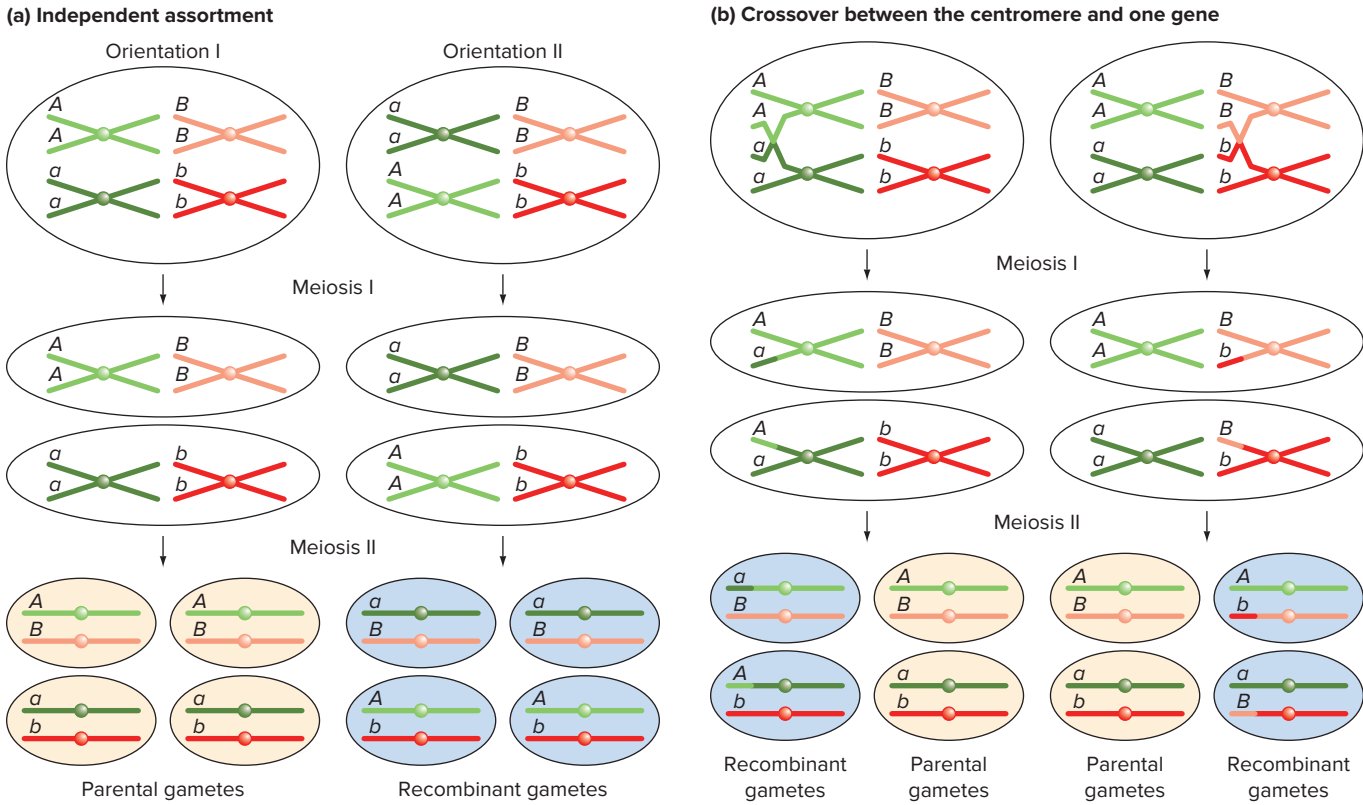 (a) Independent assortment
Orientation I
Orientation II
A B
A B
a b
a b
a B
a B
A b
A b
Meiosis I
A B
A B
a B
a B
a b
a b
A b
A b
Meiosis II
A
B
A
B
a
B
a
B
a
b
a
b
A
b
A
b
Parental gametes
Recombinant gametes
(b) Crossover between the centromere and one gene
A B
A B
a b
a b
A B
A B
a b
a b
Meiosis I
A B
a B
A B
A b
A b
a b
a B
a b
Meiosis II
a
B
A
B
A
B
A
b
A
b
a
b
a
b
a
B
Recombinant
gametes
Parental
gametes
Parental
gametes
Recombinant
gametes